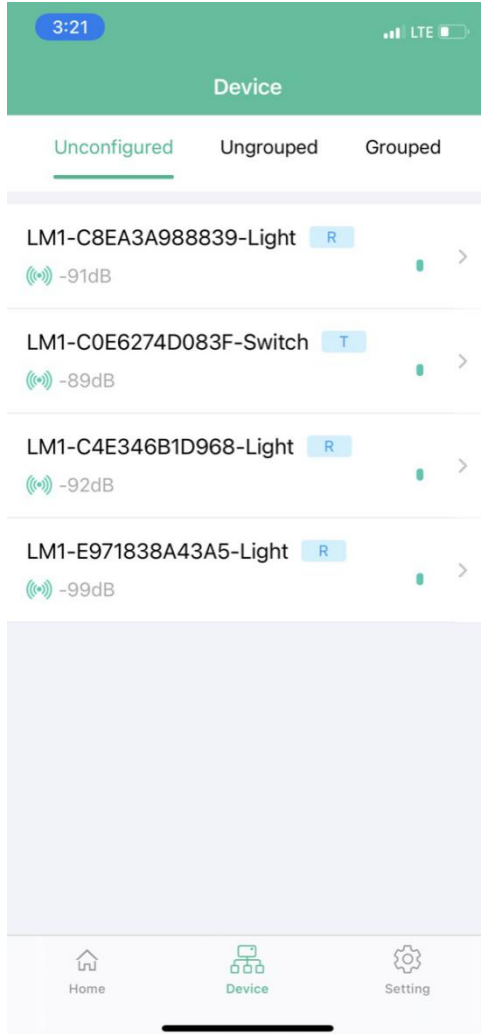 3:21 LTE
Device
Unconfigured Ungrouped Grouped
LM1-C8EA3A988839-Light R
-91dB
LM1-C0E6274D083F-Switch T
-89dB
LM1-C4E346B1D968-Light R
-92dB
LM1-E971838A43A5-Light R
-99dB
Home Device Setting